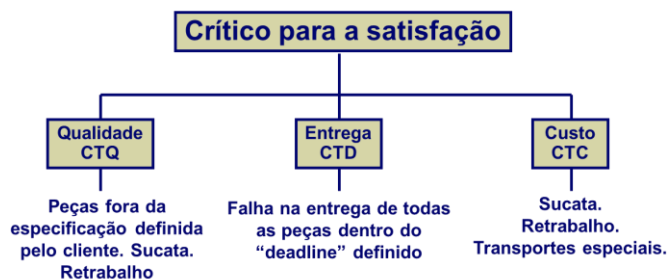 Crítico para a satisfação
Qualidade
CTQ
Entrega
CTD
Custo
CTC
Peças fora da
especificação definida
pelo cliente. Sucata.
Retrabalho
Falha na entrega de todas
as peças dentro do
“deadline” definido
Sucata.
Retrabalho.
Transportes especiais.